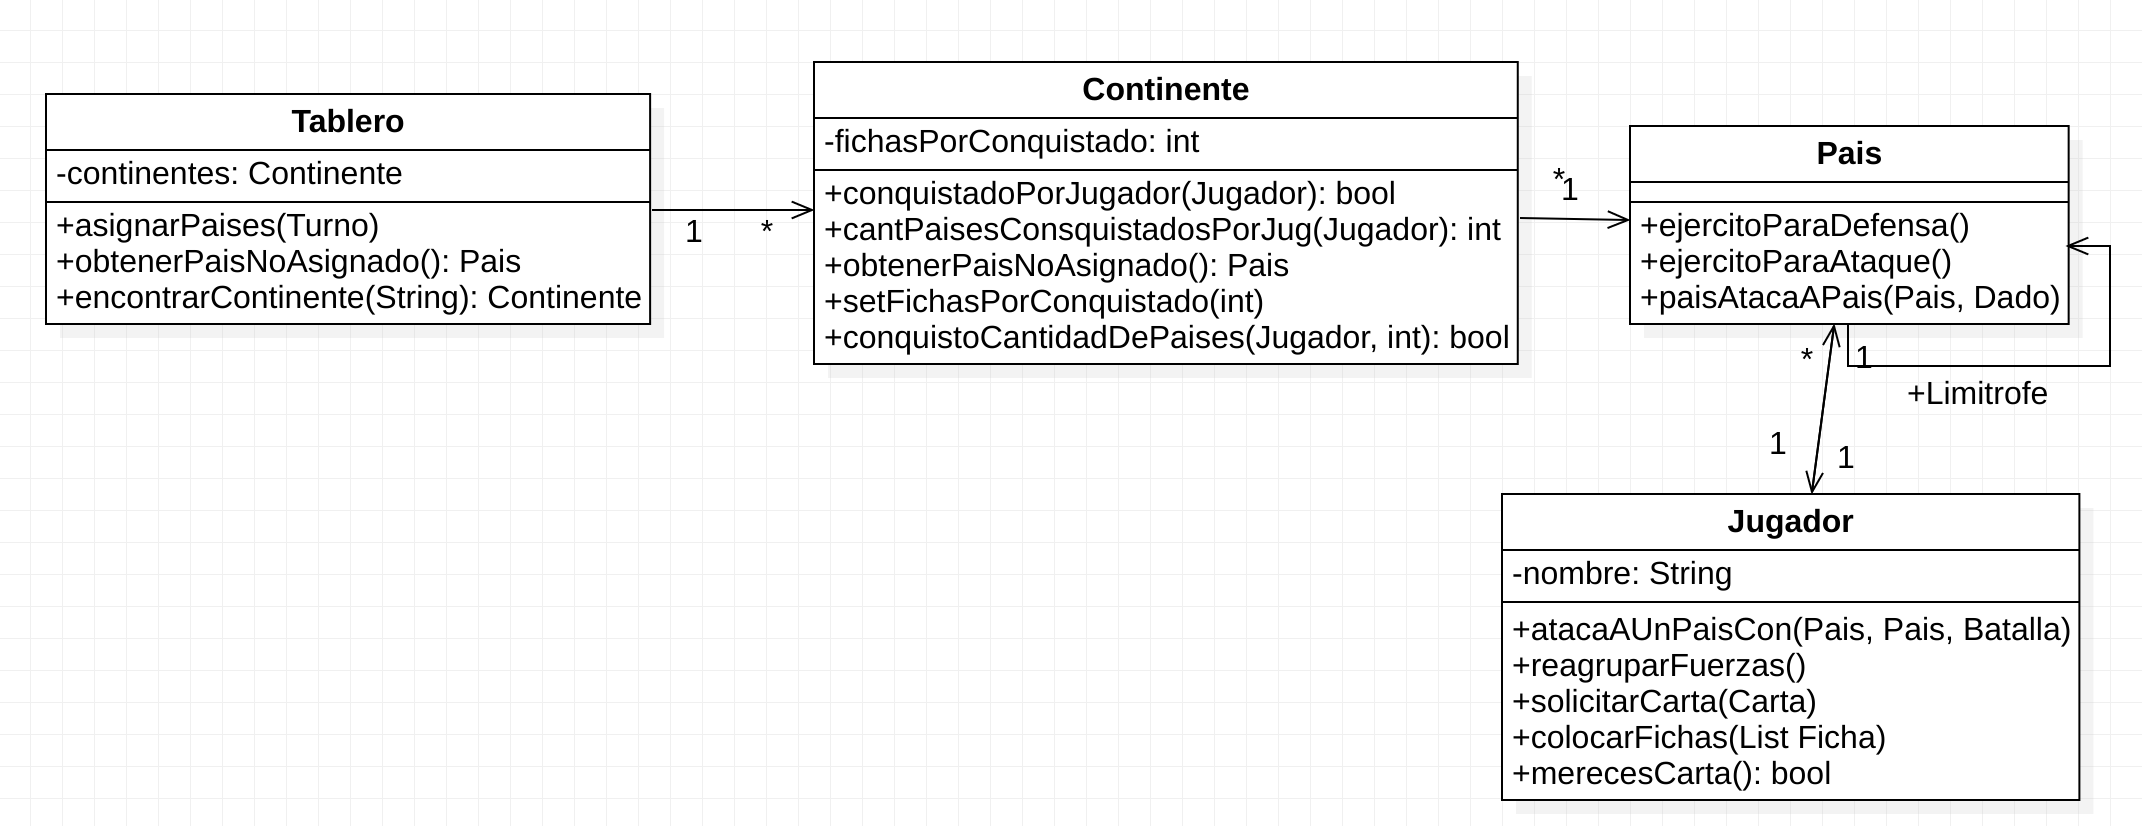 Tablero
-continentes: Continente
+asignarPaises(Turno)
+obtenerPaisNoAsignado(): Pais
+encontrarContinente(String): Continente
1
*
Continente
-fichasPorConquistado: int
+conquistadoPorJugador(Jugador): bool
+cantPaisesConsquistadosPorJug(Jugador): int
+obtenerPaisNoAsignado(): Pais
+setFichasPorConquistado(int)
+conquistoCantidadDePaises(Jugador, int): bool
*
1
Pais
+ejercitoParaDefensa()
+ejercitoParaAtaque()
+paisAtacaAPais(Pais, Dado)
*
1
+Limitrofe
1
1
Jugador
-nombre: String
+atacaAUnPaisCon(Pais, Pais, Batalla)
+reagruparFuerzas()
+solicitarCarta(Carta)
+colocarFichas(List Ficha)
+merecesCarta(): bool